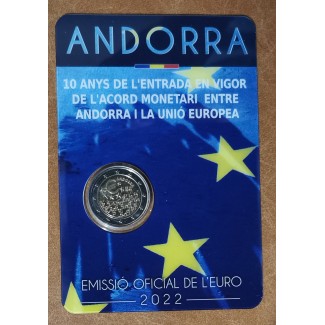 ANDORRA
10 ANYS DE L'ENTRADA EN VIGOR
DE L'ACORD MONETARI ENTRE
ANDORRA I LA UNIÓ EUROPEA
EMISSIÓ OFICIAL DE L'EURO
2022